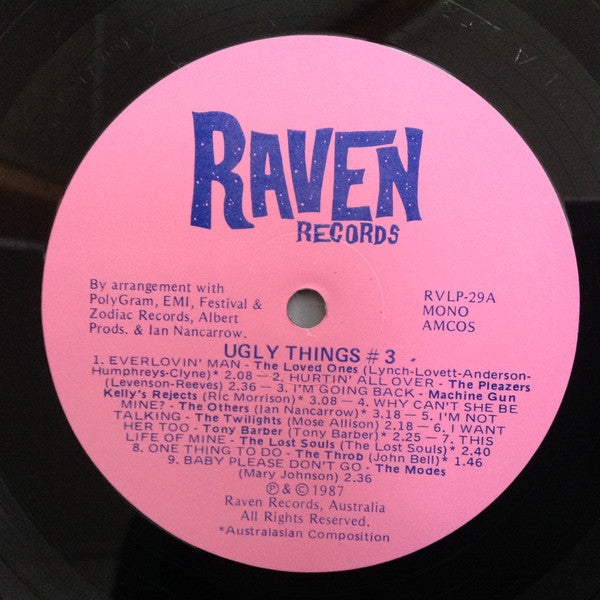 RAVEN
RECORDS
By arrangement with
PolyGram, EMI, Festival &
Zodiac Records, Albert
Prods. & Ian Nancarrow.
RVLP-29A
MONO
AMCOS
UGLY THINGS #3
1. EVERLOVIN' MAN - The Loved Ones (Lynch-Lovett-Anderson-
Humphreys-Clyne)* 2.08 — 2. HURTIN' ALL OVER - The Pleazers
(Levenson-Reeves) 2.36 — 3. I'M GOING BACK - Machine Gun
Kelly's Rejects (Ric Morrison)* 3.08 — 4. WHY CAN'T SHE BE
MINE? - The Others (Ian Nancarrow)* 3.18 — 5. I'M NOT
TALKING - The Twilights (Mose Allison) 2.18 — 6. I WANT
HER TOO - Tony Barber (Tony Barber)* 2.25 — 7. THIS
LIFE OF MINE - The Lost Souls (The Lost Souls)* 2.40
8. ONE THING TO DO - The Throb (John Bell)* 1.46
9. BABY PLEASE DON'T GO - The Modes
(Mary Johnson) 2.36
℗ & © 1987
Raven Records, Australia
All Rights Reserved.
*Australasian Composition